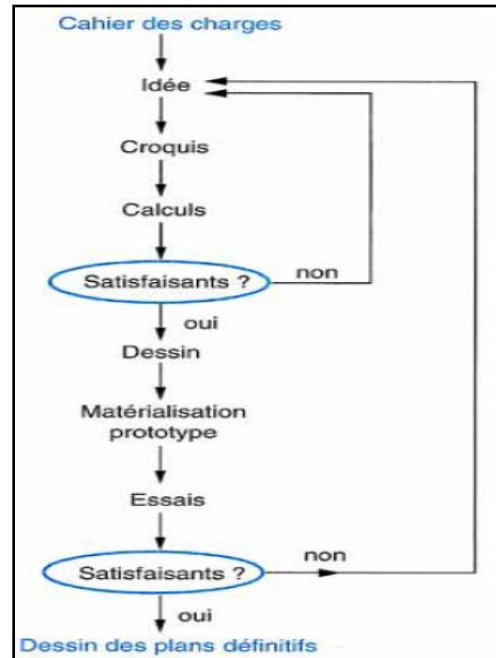 Cahier des charges
Idée
Croquis
Calculs
Satisfaisants ?
non
oui
Dessin
Matérialisation
prototype
Essais
Satisfaisants ?
non
oui
Dessin des plans définitifs